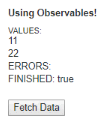 Using Observables!
VALUES:
11
22
ERRORS:
FINISHED: true
Fetch Data